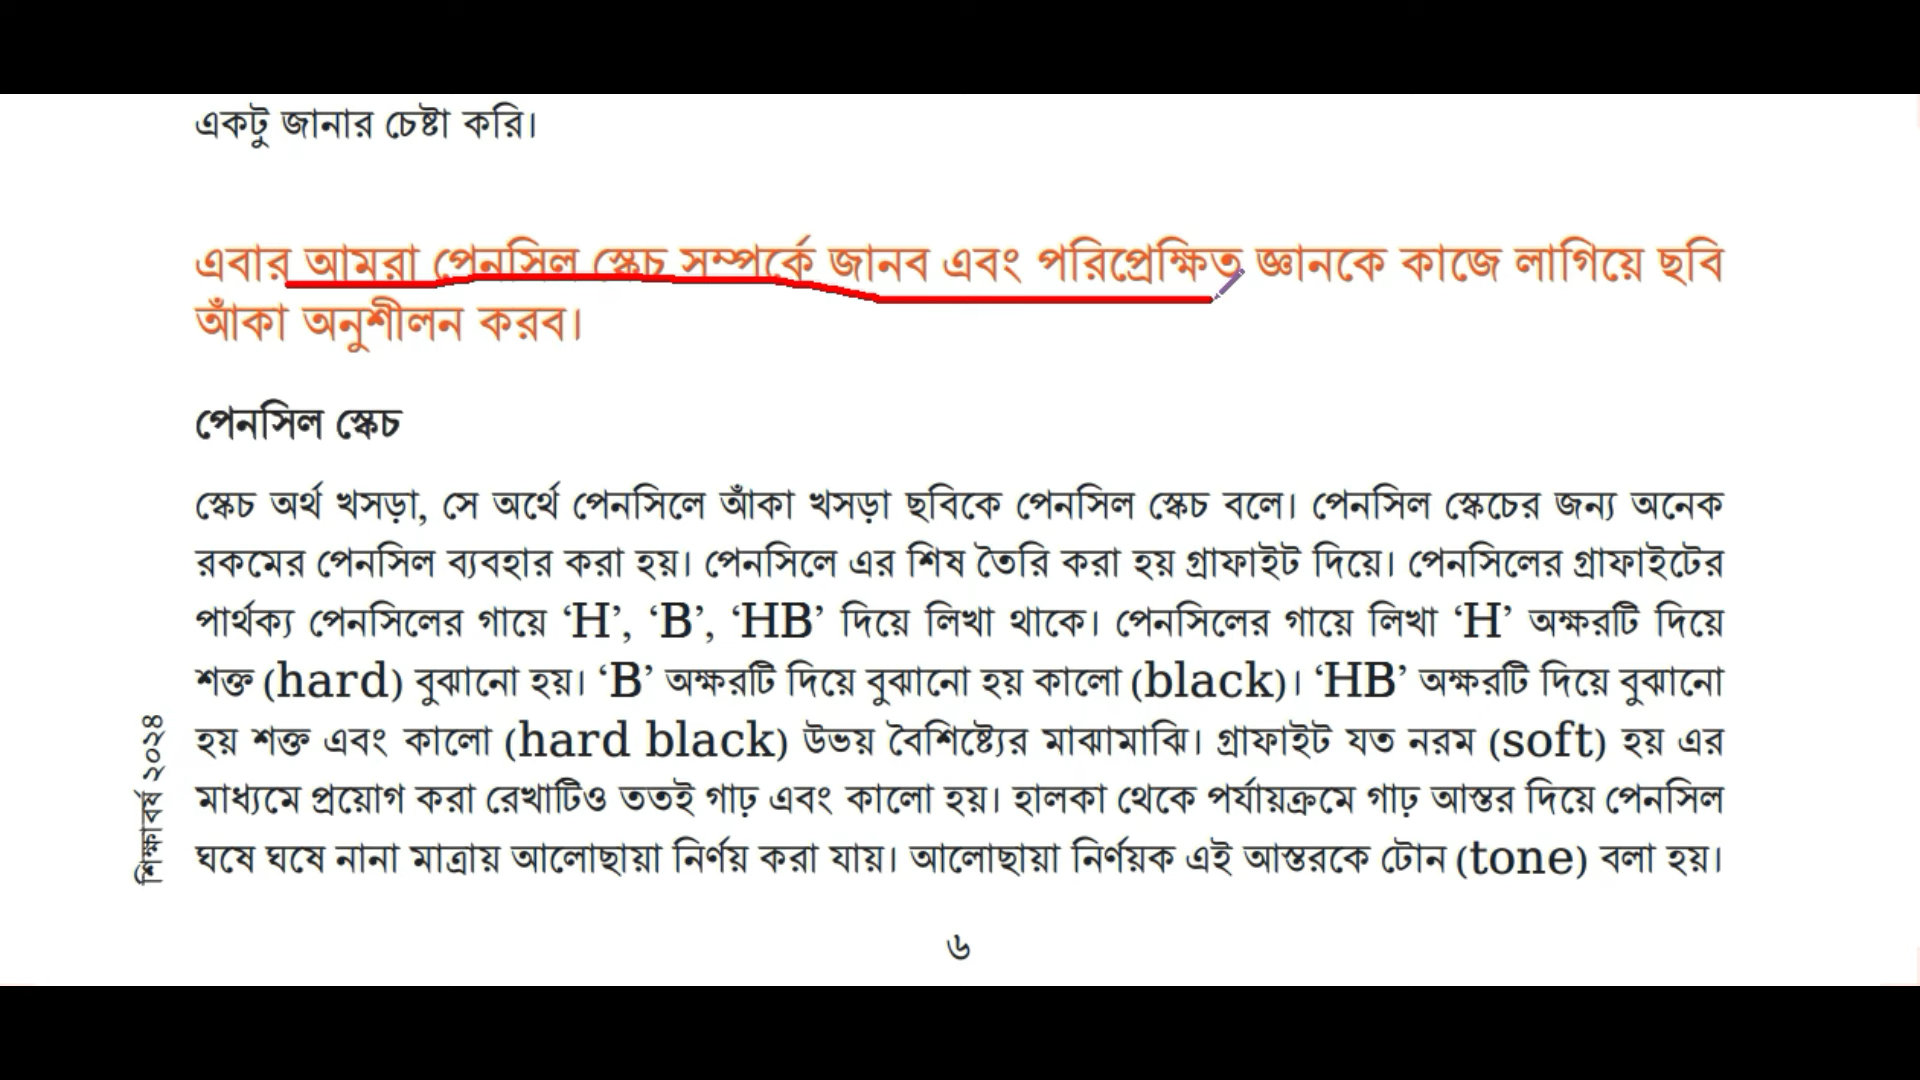 একটু জানার চেষ্টা করি।
এবার আমরা পেনসিল স্কেচ সম্পর্কে জানব এবং পরিপ্রেক্ষিত জ্ঞানকে কাজে লাগিয়ে ছবি
আঁকা অনুশীলন করব।
পেনসিল স্কেচ
স্কেচ অর্থ খসড়া, সে অর্থে পেনসিলে আঁকা খসড়া ছবিকে পেনসিল স্কেচ বলে। পেনসিল স্কেচের জন্য অনেক
রকমের পেনসিল ব্যবহার করা হয়। পেনসিলে এর শিষ তৈরি করা হয় গ্রাফাইট দিয়ে। পেনসিলের গ্রাফাইটের
পার্থক্য পেনসিলের গায়ে ‘H’, ‘B’, ‘HB’ দিয়ে লিখা থাকে। পেনসিলের গায়ে লিখা ‘H’ অক্ষরটি দিয়ে
শক্ত (hard) বুঝানো হয়। ‘B’ অক্ষরটি দিয়ে বুঝানো হয় কালো (black)। ‘HB’ অক্ষরটি দিয়ে বুঝানো
হয় শক্ত এবং কালো (hard black) উভয় বৈশিষ্ট্যের মাঝামাঝি। গ্রাফাইট যত নরম (soft) হয় এর
মাধ্যমে প্রয়োগ করা রেখাটিও ততই গাঢ় এবং কালো হয়। হালকা থেকে পর্যায়ক্রমে গাঢ় আস্তর দিয়ে পেনসিল
ঘষে ঘষে নানা মাত্রায় আলোছায়া নির্ণয় করা যায়। আলোছায়া নির্ণয়ক এই আস্তরকে টোন (tone) বলা হয়।
শিক্ষাবর্ষ ২০২৪
৬